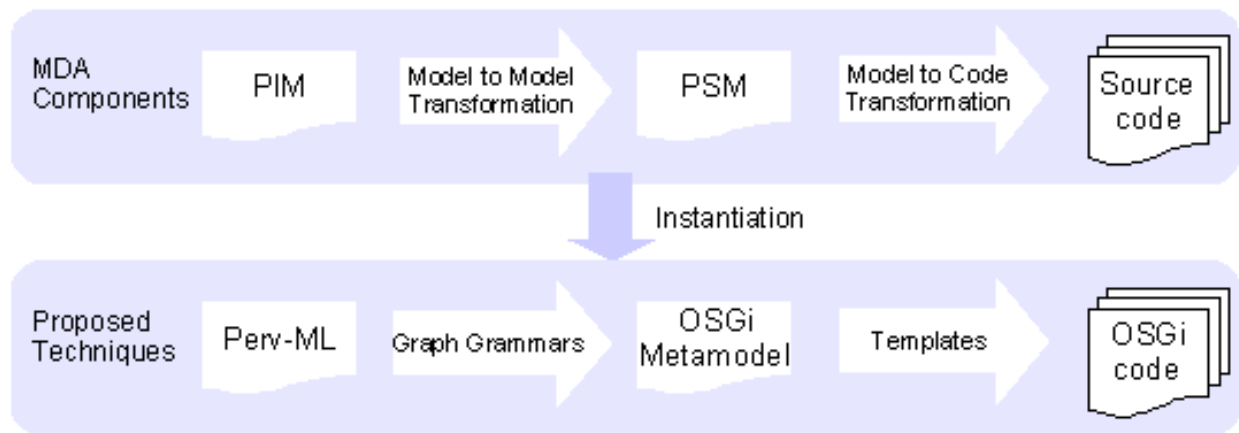 MDA
Components
PIM
Model to Model
Transformation
PSM
Model to Code
Transformation
Source
code
Instantiation
Proposed
Techniques
Perv-ML
Graph Grammars
OSGi
Metamodel
Templates
OSGi
code